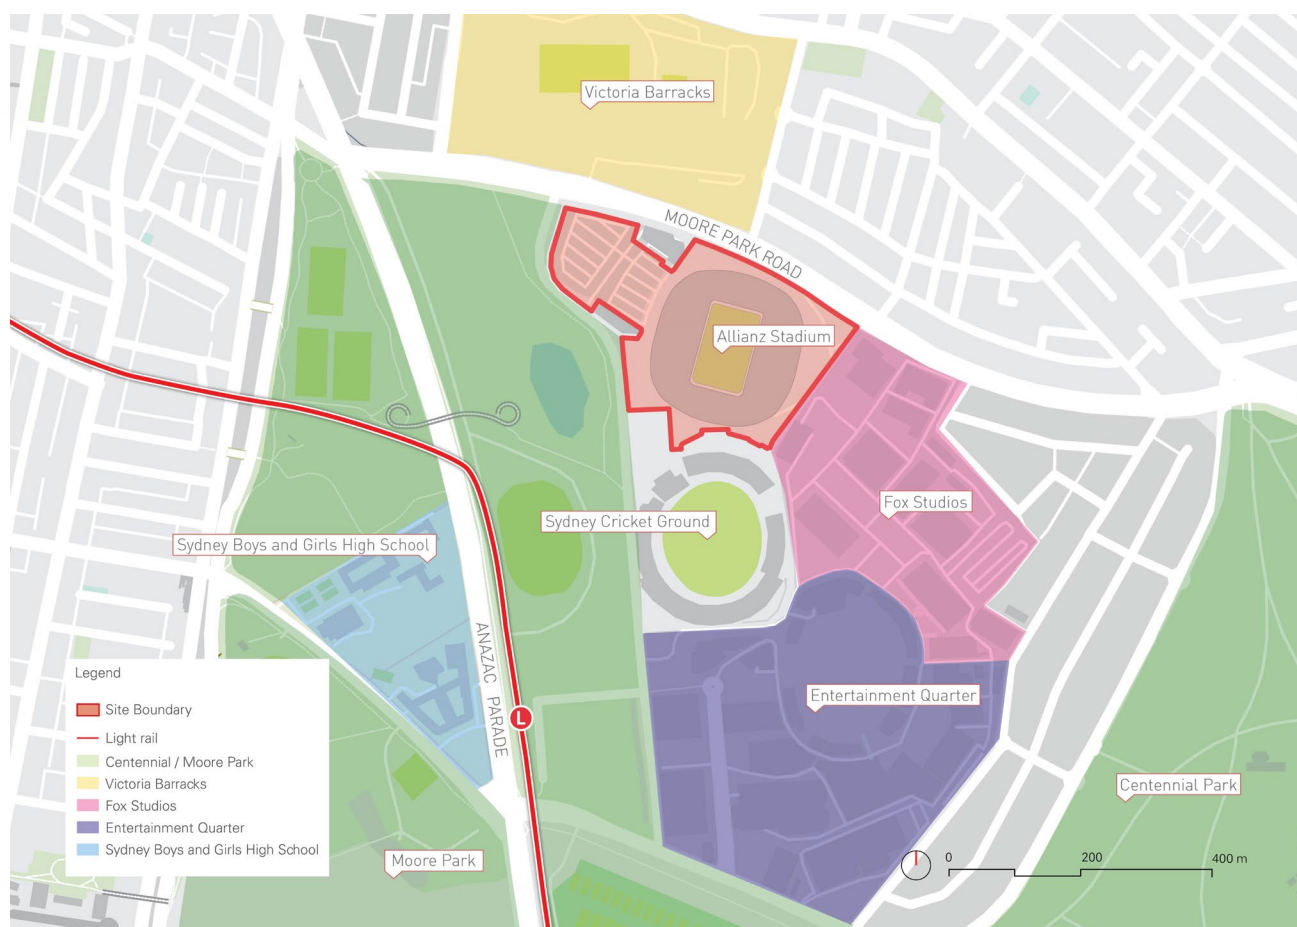 Victoria Barracks
MOORE PARK ROAD
Allianz Stadium
Fox Studios
Sydney Cricket Ground
Sydney Boys and Girls High School
ANAZAC PARADE
L
Entertainment Quarter
Centennial Park
Moore Park
Legend
Site Boundary
Light rail
Centennial / Moore Park
Victoria Barracks
Fox Studios
Entertainment Quarter
Sydney Boys and Girls High School
0 200 400 m